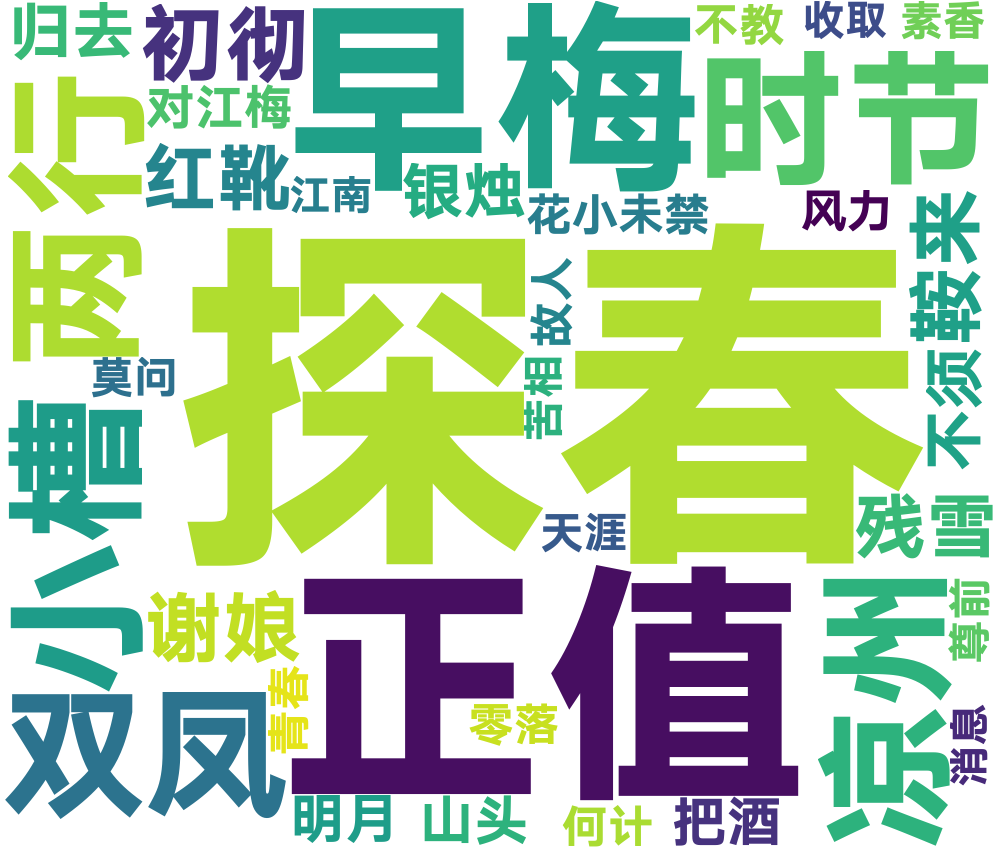 归去
初彻
早梅
不教
收取
素香
时节
两行
对江梅
红靴
江南
银烛
花小未禁
风力
鞍来
探春
故人
莫问
苦相
不须
小槽
天涯
残
正值
凉州
谢娘
尊前
双凤
青春
零落
消息
明月
山头
何计
把酒